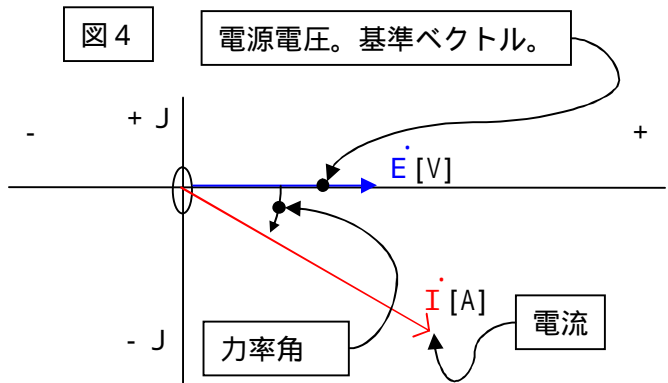 図４
電源電圧。基準ベクトル。
-
+ J
+
Ė [V]
İ [A]
電流
- J
力率角